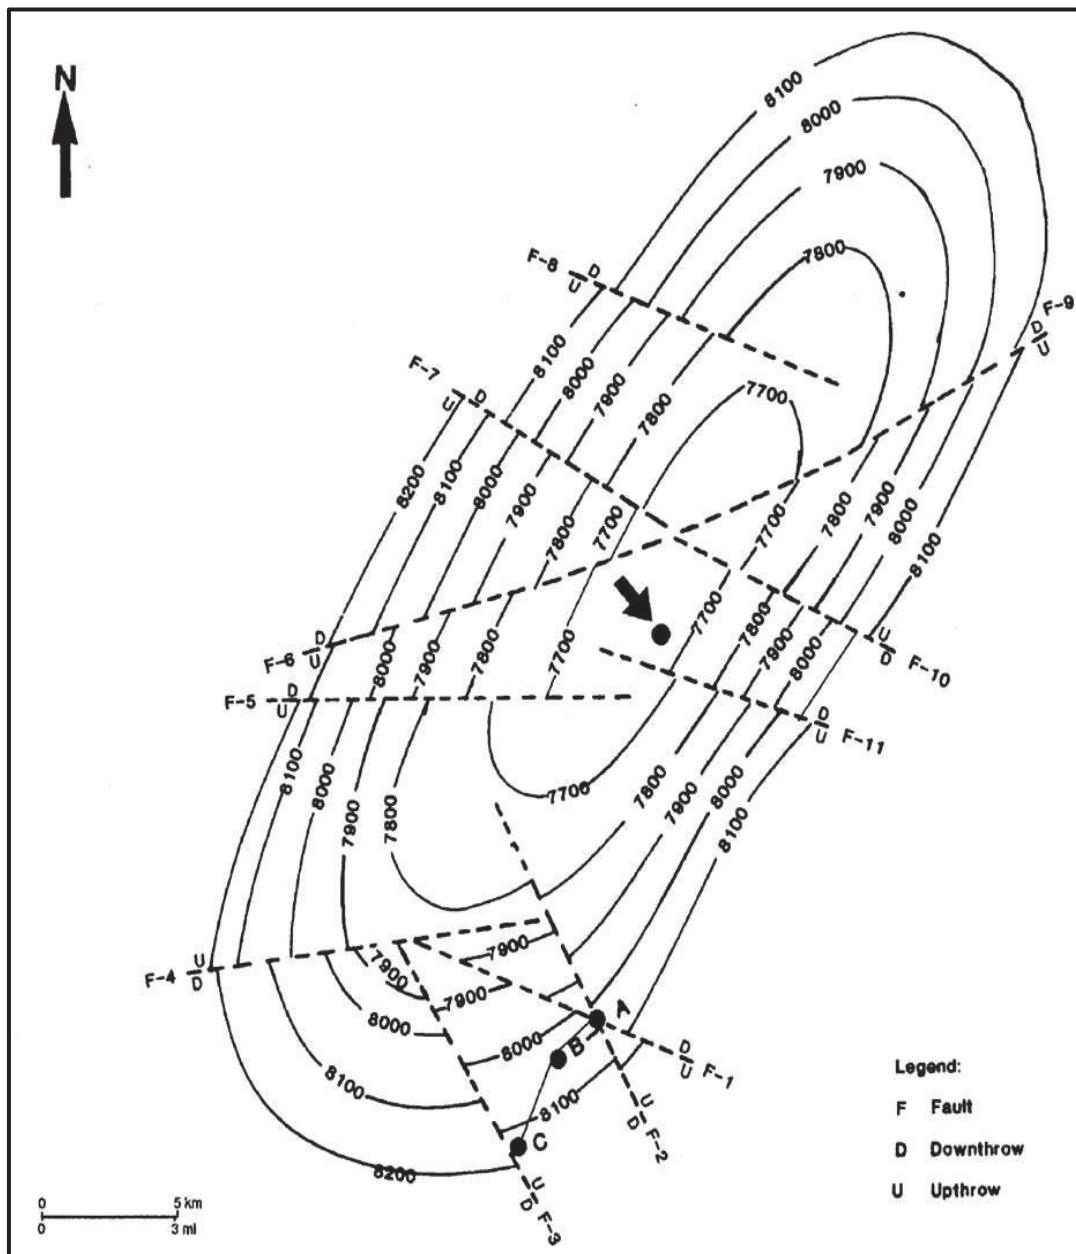 N
8100
8000
7900
7800
F-8 D
U
F-9
D
U
F-7 D
U
8100
8000
7900
7800
7700
8200
8100
8000
7900
7800
7700
7700
7800
7900
8000
8100
F-6 D
U
8000
7900
7800
7700
7700
7800
7900
8000
U
D F-10
F-5 D
U
D
U F-11
8100
8000
7900
7800
7700
7800
7900
8000
8100
F-4 U
D
7900
7900
7900
8000
8000
A
B
D
U F-1
8100
8100
U
D F-2
C
8200
U
D F-3
Legend:
F Fault
D Downthrow
U Upthrow
0 5 km
0 3 mi